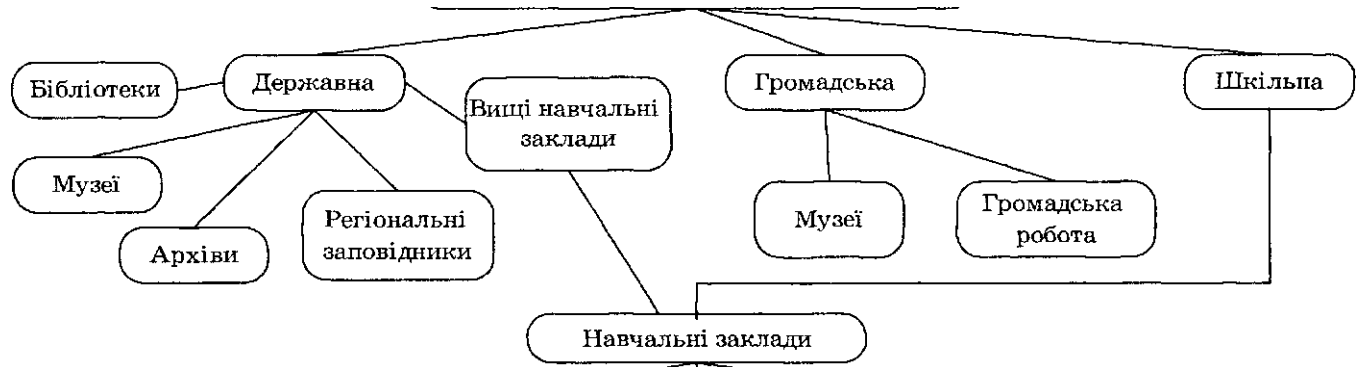 Державна
Громадська
Шкільна
Бібліотеки
Вищі навчальні
заклади
Музеї
Архіви
Регіональні
заповідники
Музеї
Громадська
робота
Навчальні заклади